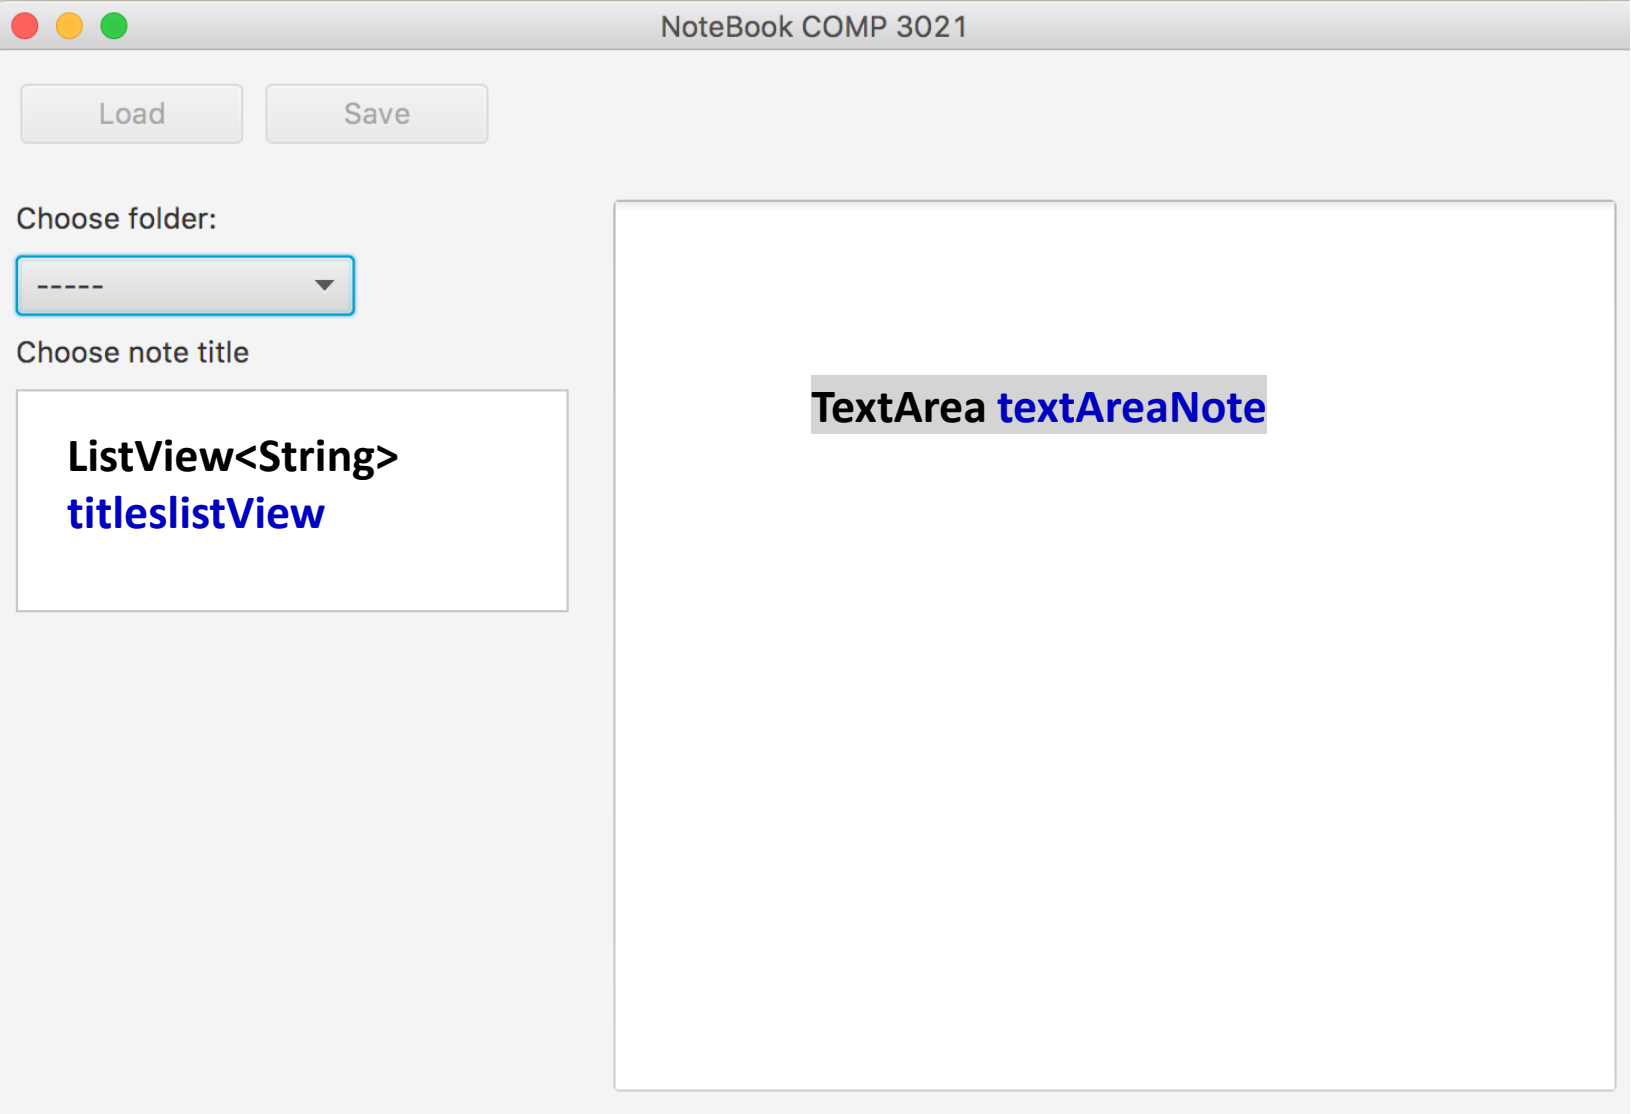 NoteBook COMP 3021
Load
Save
Choose folder:
-----
Choose note title
ListView<String>
titleslistView
TextArea textAreaNote